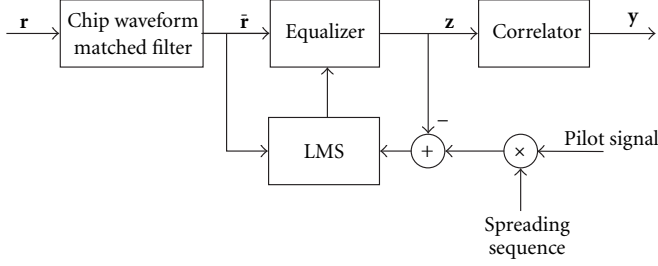 r
Chip waveform
matched filter
r̄
Equalizer
z
Correlator
y
LMS
−
+
×
Pilot signal
Spreading
sequence